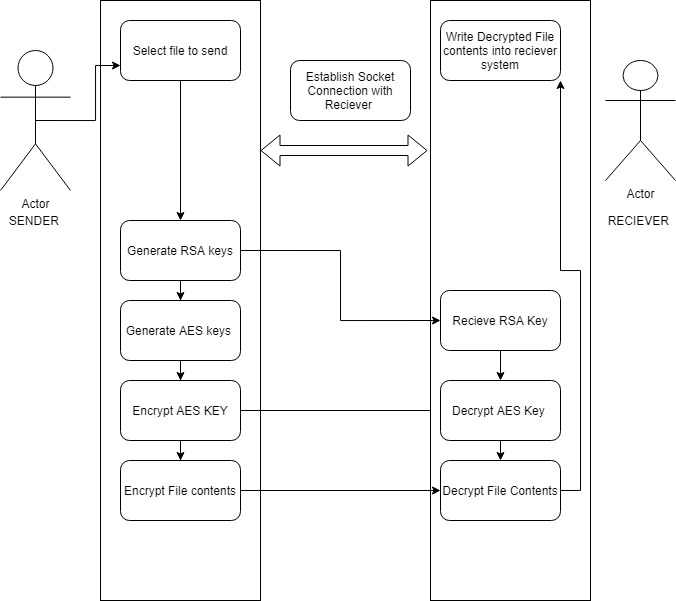 Select file to send
Establish Socket
Connection with
Reciever
Write Decrypted File
contents into reciever
system
Actor
SENDER
Actor
RECIEVER
Generate RSA keys
Generate AES keys
Encrypt AES KEY
Encrypt File contents
Recieve RSA Key
Decrypt AES Key
Decrypt File Contents